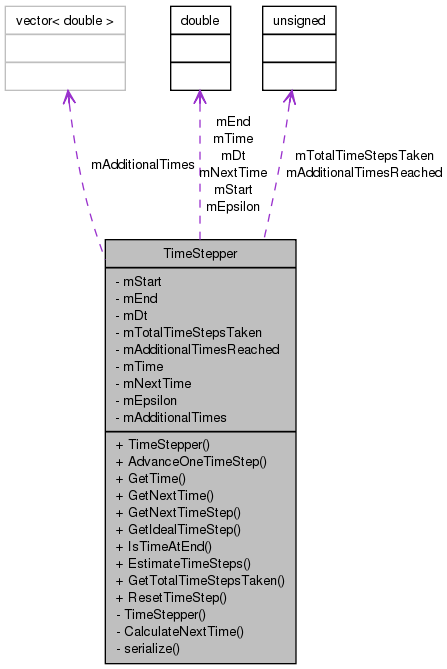 vector< double >
double
unsigned
mEnd
mTime
mDt
mNextTime
mStart
mEpsilon
mAdditionalTimes
mTotalTimeStepsTaken
mAdditionalTimesReached
TimeStepper
- mStart
- mEnd
- mDt
- mTotalTimeStepsTaken
- mAdditionalTimesReached
- mTime
- mNextTime
- mEpsilon
- mAdditionalTimes
+ TimeStepper()
+ AdvanceOneTimeStep()
+ GetTime()
+ GetNextTime()
+ GetNextTimeStep()
+ GetIdealTimeStep()
+ IsTimeAtEnd()
+ EstimateTimeSteps()
+ GetTotalTimeStepsTaken()
+ ResetTimeStep()
- TimeStepper()
- CalculateNextTime()
- serialize()